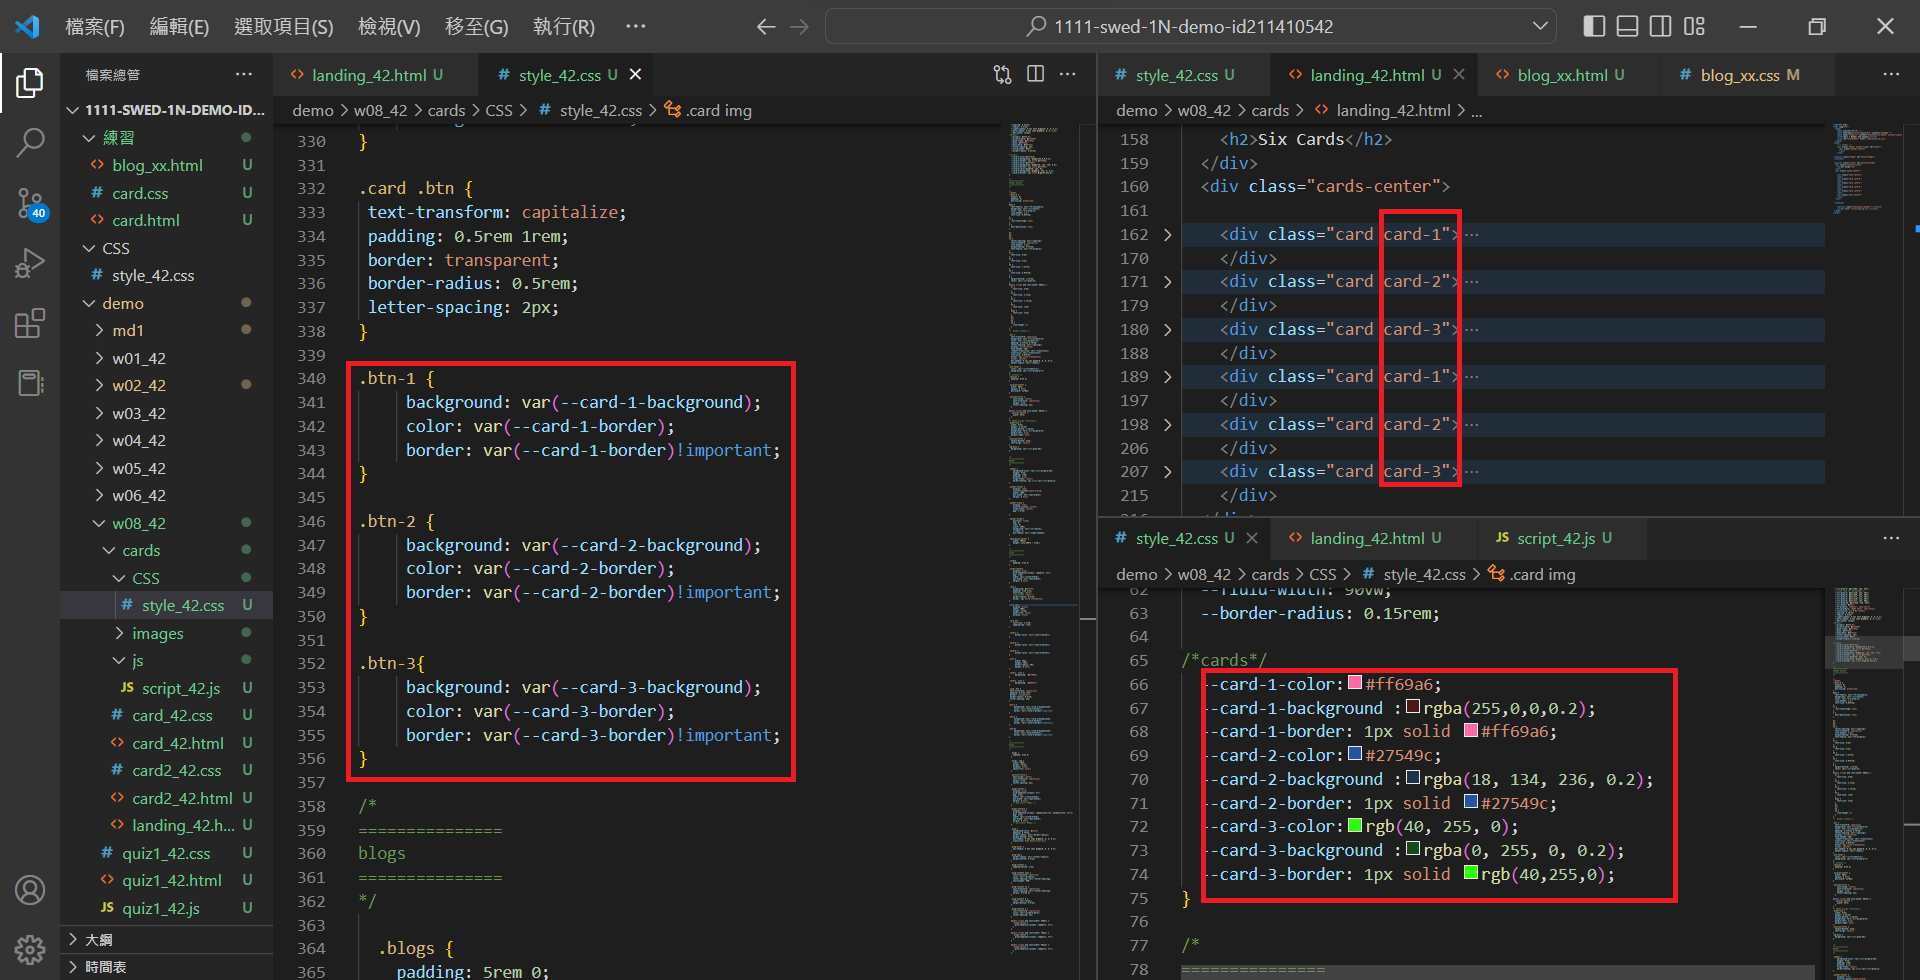 檔案(F) 編輯(E) 選取項目(S) 檢視(V) 移至(G) 執行(R) ··· 1111-swed-1N-demo-id211410542
檔案總管 ···
1111-SWED-1N-DEMO-ID...
練習
blog_xx.html U
card.css U
card.html U
CSS
style_42.css
demo
md1
w01_42
w02_42
w03_42
w04_42
w05_42
w06_42
w08_42
cards
CSS
style_42.css U
images
js
JS script_42.js U
card_42.css U
card_42.html U
card2_42.css U
card2_42.html U
landing_42.h... U
quiz1_42.css U
quiz1_42.html U
JS quiz1_42.js U
大綱
時間表
40
landing_42.html U # style_42.css U
demo > w08_42 > cards > CSS > # style_42.css > .card img
330 }
331
332 .card .btn {
333 text-transform: capitalize;
334 padding: 0.5rem 1rem;
335 border: transparent;
336 border-radius: 0.5rem;
337 letter-spacing: 2px;
338 }
339
340 .btn-1 {
341 background: var(--card-1-background);
342 color: var(--card-1-border);
343 border: var(--card-1-border)!important;
344 }
345
346 .btn-2 {
347 background: var(--card-2-background);
348 color: var(--card-2-border);
349 border: var(--card-2-border)!important;
350 }
351
352 .btn-3{
353 background: var(--card-3-background);
354 color: var(--card-3-border);
355 border: var(--card-3-border)!important;
356 }
357
358 /*
359 ===============
360 blogs
361 ===============
362 */
363
364 .blogs {
365 padding: 5rem 0;
# style_42.css U <> landing_42.html U <> blog_xx.html U # blog_xx.css M
demo > w08_42 > cards > <> landing_42.html > ...
158 <h2>Six Cards</h2>
159 </div>
160 <div class="cards-center">
161
162 <div class="card card-1">···
170 </div>
171 <div class="card card-2">···
179 </div>
180 <div class="card card-3">···
188 </div>
189 <div class="card card-1">···
197 </div>
198 <div class="card card-2">···
206 </div>
207 <div class="card card-3">···
215 </div>
# style_42.css U <> landing_42.html U JS script_42.js U
demo > w08_42 > cards > CSS > # style_42.css > .card img
62 --fluid-width: 90vw;
63 --border-radius: 0.15rem;
64
65 /*cards*/
66 --card-1-color: #ff69a6;
67 --card-1-background : rgba(255,0,0,0.2);
68 --card-1-border: 1px solid #ff69a6;
69 --card-2-color: #27549c;
70 --card-2-background : rgba(18, 134, 236, 0.2);
71 --card-2-border: 1px solid #27549c;
72 --card-3-color: rgb(40, 255, 0);
73 --card-3-background : rgba(0, 255, 0, 0.2);
74 --card-3-border: 1px solid rgb(40,255,0);
75 }
76
77 /*
78 ===============